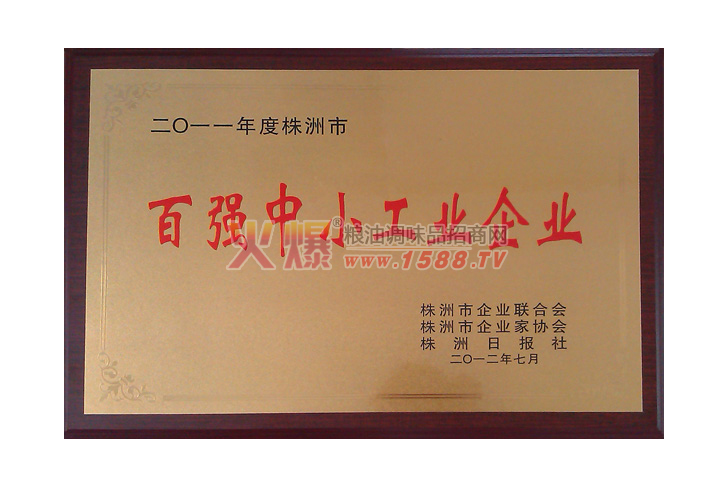 二〇一一年度株洲市
百强中小工业企业
火爆®粮油调味品招商网
www.1588.TV
株洲市企业联合会
株洲市企业家协会
株洲日报社
二〇一二年七月